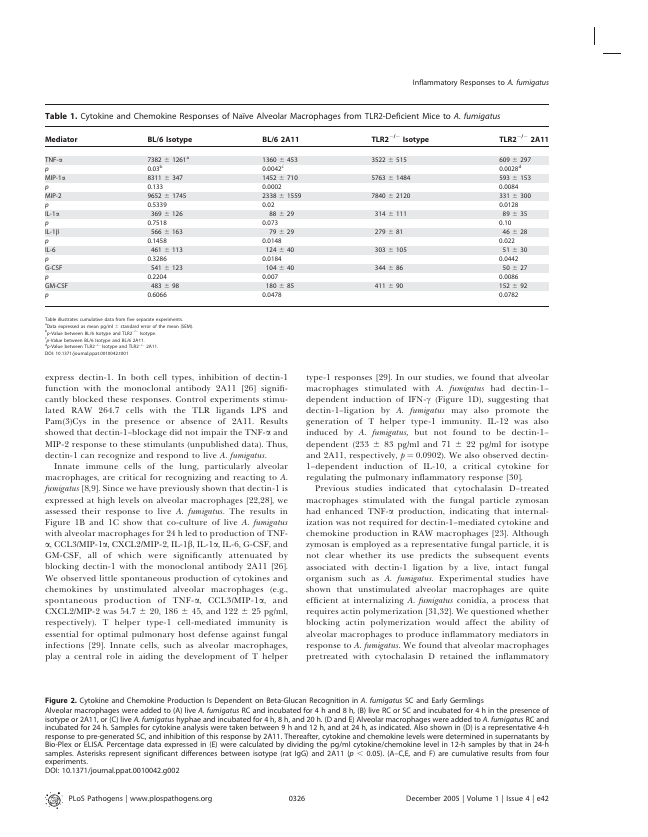 Inflammatory Responses to A. fumigatus
Table 1. Cytokine and Chemokine Responses of Naïve Alveolar Macrophages from TLR2-Deficient Mice to A. fumigatus
Mediator BL/6 Isotype BL/6 2A11 TLR2−/− Isotype TLR2−/− 2A11
TNF-α 7382 ± 1261a 1360 ± 453 3522 ± 515 609 ± 297
p 0.03b 0.0042c 0.0028d
MIP-1α 8311 ± 347 1452 ± 710 5763 ± 1484 593 ± 153
p 0.133 0.0002 0.0084
MIP-2 9652 ± 1745 2338 ± 1559 7840 ± 2120 331 ± 300
p 0.5339 0.02 0.0128
IL-1α 369 ± 126 88 ± 29 314 ± 111 89 ± 35
p 0.7518 0.073 0.10
IL-1β 566 ± 163 79 ± 29 279 ± 81 46 ± 28
p 0.1458 0.0148 0.022
IL-6 461 ± 113 124 ± 40 303 ± 105 51 ± 30
p 0.3286 0.0184 0.0442
G-CSF 541 ± 123 104 ± 40 344 ± 86 50 ± 27
p 0.2204 0.007 0.0086
GM-CSF 483 ± 98 180 ± 85 411 ± 90 152 ± 92
p 0.6066 0.0478 0.0782
Table illustrates cumulative data from five separate experiments.
aData expressed as mean pg/ml ± standard error of the mean (SEM).
bp-Value between BL/6 Isotype and TLR2−/− Isotype
cp-Value between BL/6 Isotype and BL/6 2A11.
dp-Value between TLR2−/− Isotype and TLR2−/− 2A11.
DOI: 10.1371/journal.ppat.0010042.t001
express dectin-1. In both cell types, inhibition of dectin-1
function with the monoclonal antibody 2A11 [26] signifi-
cantly blocked these responses. Control experiments stimu-
lated RAW 264.7 cells with the TLR ligands LPS and
Pam(3)Cys in the presence or absence of 2A11. Results
showed that dectin-1–blockage did not impair the TNF-α and
MIP-2 response to these stimulants (unpublished data). Thus,
dectin-1 can recognize and respond to live A. fumigatus.
Innate immune cells of the lung, particularly alveolar
macrophages, are critical for recognizing and reacting to A.
fumigatus [8,9]. Since we have previously shown that dectin-1 is
expressed at high levels on alveolar macrophages [22,28], we
assessed their response to live A. fumigatus. The results in
Figure 1B and 1C show that co-culture of live A. fumigatus
with alveolar macrophages for 24 h led to production of TNF-
α, CCL3/MIP-1α, CXCL2/MIP-2, IL-1β, IL-1α, IL-6, G-CSF, and
GM-CSF, all of which were significantly attenuated by
blocking dectin-1 with the monoclonal antibody 2A11 [26].
We observed little spontaneous production of cytokines and
chemokines by unstimulated alveolar macrophages (e.g.,
spontaneous production of TNF-α, CCL3/MIP-1α, and
CXCL2/MIP-2 was 54.7 ± 20, 186 ± 45, and 122 ± 25 pg/ml,
respectively). T helper type 1 cell-mediated immunity is
essential for optimal pulmonary host defense against fungal
infections [29]. Innate cells, such as alveolar macrophages,
play a central role in aiding the development of T helper
type-1 responses [29]. In our studies, we found that alveolar
macrophages stimulated with A. fumigatus had dectin-1–
dependent induction of IFN-γ (Figure 1D), suggesting that
dectin-1–ligation by A. fumigatus may also promote the
generation of T helper type-1 immunity. IL-12 was also
induced by A. fumigatus, but not found to be dectin-1–
dependent (233 ± 83 pg/ml and 71 ± 22 pg/ml for isotype
and 2A11, respectively, p = 0.0902). We also observed dectin-
1–dependent induction of IL-10, a critical cytokine for
regulating the pulmonary inflammatory response [30].
Previous studies indicated that cytochalasin D–treated
macrophages stimulated with the fungal particle zymosan
had enhanced TNF-α production, indicating that internal-
ization was not required for dectin-1–mediated cytokine and
chemokine production in RAW macrophages [23]. Although
zymosan is employed as a representative fungal particle, it is
not clear whether its use predicts the subsequent events
associated with dectin-1 ligation by a live, intact fungal
organism such as A. fumigatus. Experimental studies have
shown that unstimulated alveolar macrophages are quite
efficient at internalizing A. fumigatus conidia, a process that
requires actin polymerization [31,32]. We questioned whether
blocking actin polymerization would affect the ability of
alveolar macrophages to produce inflammatory mediators in
response to A. fumigatus. We found that alveolar macrophages
pretreated with cytochalasin D retained the inflammatory
Figure 2. Cytokine and Chemokine Production Is Dependent on Beta-Glucan Recognition in A. fumigatus SC and Early Germlings
Alveolar macrophages were added to (A) live A. fumigatus RC and incubated for 4 h and 8 h, (B) live RC or SC and incubated for 4 h in the presence of
isotype or 2A11, or (C) live A. fumigatus hyphae and incubated for 4 h, 8 h, and 20 h. (D and E) Alveolar macrophages were added to A. fumigatus RC and
incubated for 24 h. Samples for cytokine analysis were taken between 9 h and 12 h, and at 24 h, as indicated. Also shown in (D) is a representative 4-h
response to pre-generated SC, and inhibition of this response by 2A11. Thereafter, cytokine and chemokine levels were determined in supernatants by
Bio-Plex or ELISA. Percentage data expressed in (E) were calculated by dividing the pg/ml cytokine/chemokine level in 12-h samples by that in 24-h
samples. Asterisks represent significant differences between isotype (rat IgG) and 2A11 (p < 0.05). (A–C,E, and F) are cumulative results from four
experiments.
DOI: 10.1371/journal.ppat.0010042.g002
PLoS Pathogens | www.plospathogens.org 0326 December 2005 | Volume 1 | Issue 4 | e42